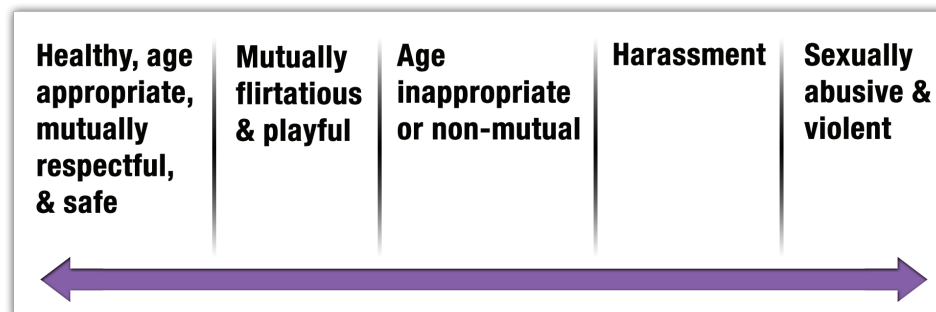 Healthy, age
appropriate,
mutually
respectful,
& safe
Mutually
flirtatious
& playful
Age
inappropriate
or non-mutual
Harassment
Sexually
abusive &
violent